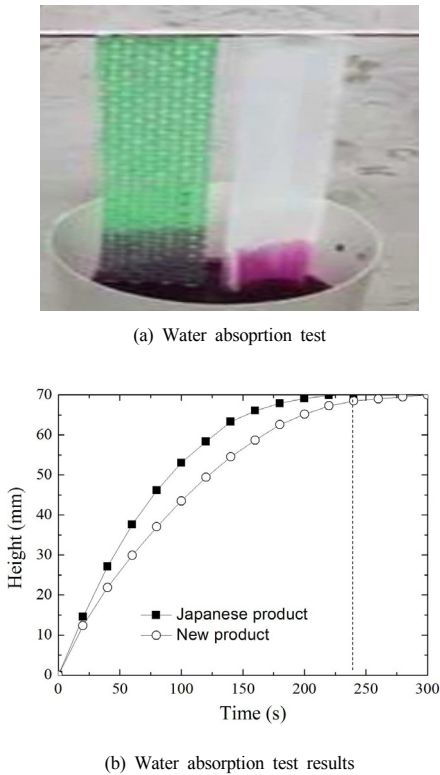 (a) Water absoprtion test
70
60
50
40
30
20
10
0
Height (mm)
Japanese product
New product
50
100
150
200
250
300
Time (s)
(b) Water absorption test results